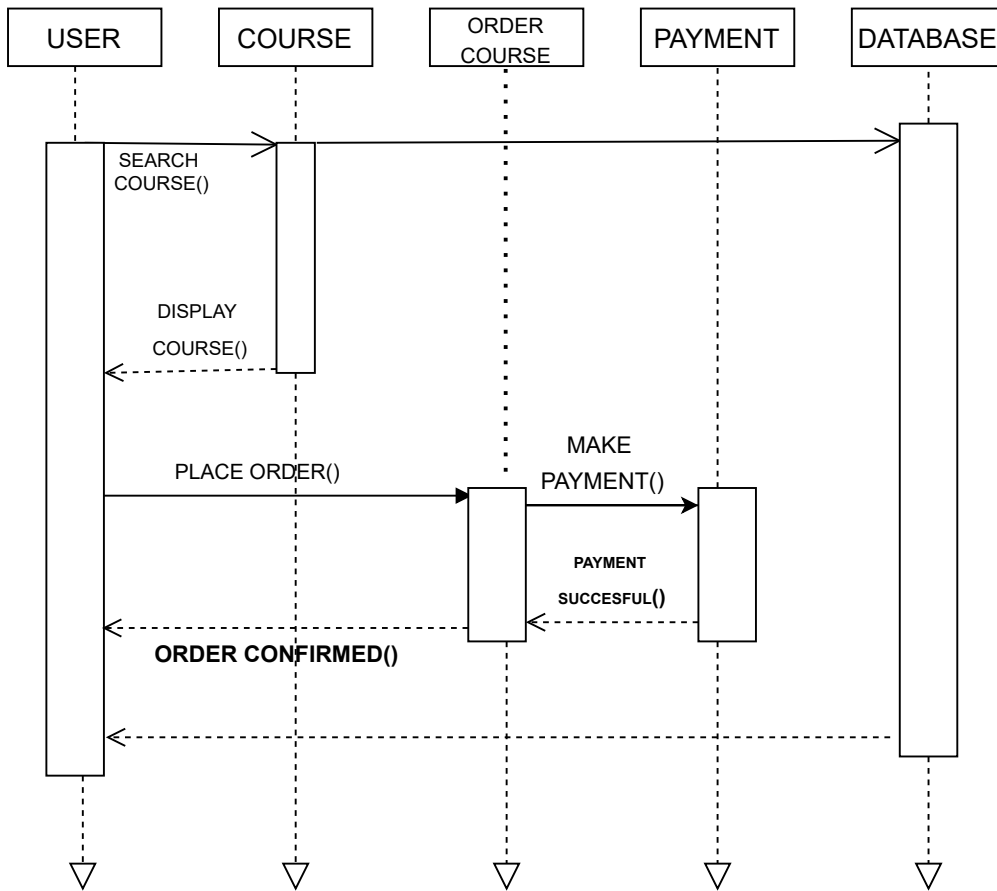 USER
COURSE
ORDER
COURSE
PAYMENT
DATABASE
SEARCH
COURSE()
DISPLAY
COURSE()
PLACE ORDER()
MAKE
PAYMENT()
PAYMENT
SUCCESFUL()
ORDER CONFIRMED()